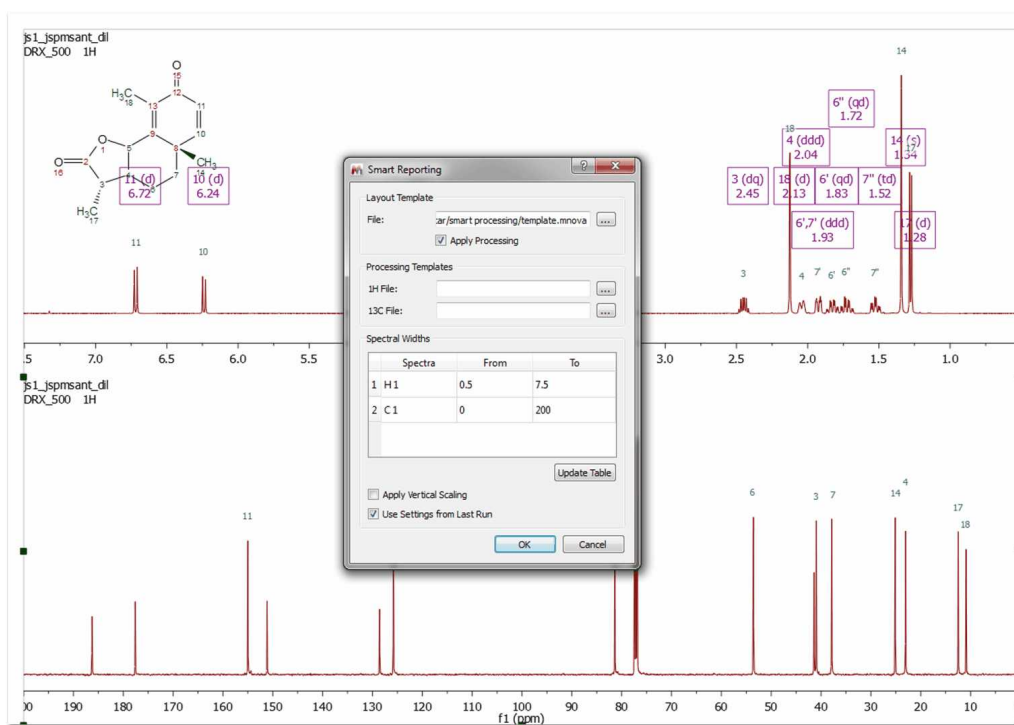 js1_jspmsant_dil
DRX_500 1H
14
O
15
H₃C
18
13
12
11
6'' (qd)
1.72
9
10
O
1
5
8
18
4 (ddd)
2.04
14 (s)
1.34
17
O
16
2
CH₃
14
3
7
11 (d)
6.72
10 (d)
6.24
3 (dq)
2.45
18 (d)
2.13
6' (qd)
1.83
7'' (td)
1.52
CH₃
17
6',7' (ddd)
1.93
17 (d)
1.28
11
10
3
4
7'
6'
6''
7''
.5 7.0 6.5 6.0 5.5 3.0 2.5 2.0 1.5 1.0
Smart Reporting
Layout Template
File: tar/smart processing/template.mnova ...
Apply Processing
Processing Templates
1H File: ...
13C File: ...
Spectral Widths
Spectra From To
1 H1 0.5 7.5
2 C1 0 200
Update Table
Apply Vertical Scaling
Use Settings from Last Run
OK Cancel
js1_jspmsant_dil
DRX_500 1H
11
6
3
7
14
4
17
18
00 190 180 170 160 150 140 130 120 110 100 90 80 70 60 50 40 30 20 10
f1 (ppm)